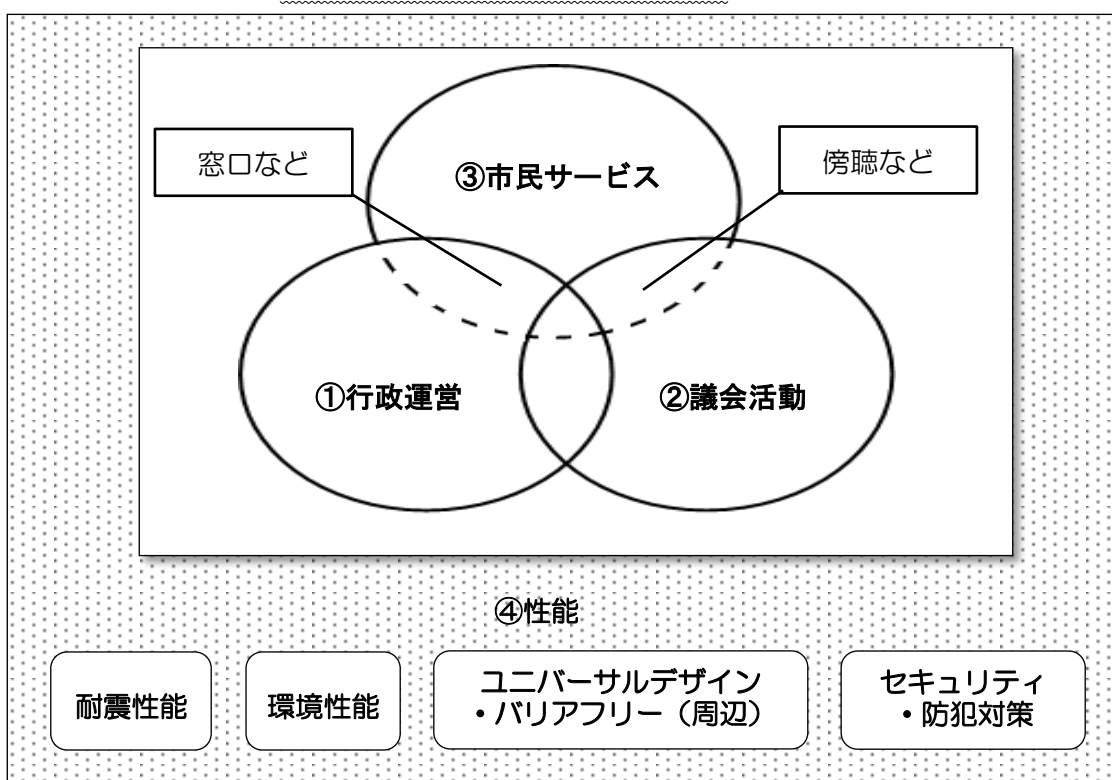 窓口など
傍聴など
③市民サービス
①行政運営
②議会活動
④性能
耐震性能
環境性能
ユニバーサルデザイン
・バリアフリー（周辺）
セキュリティ
・防犯対策